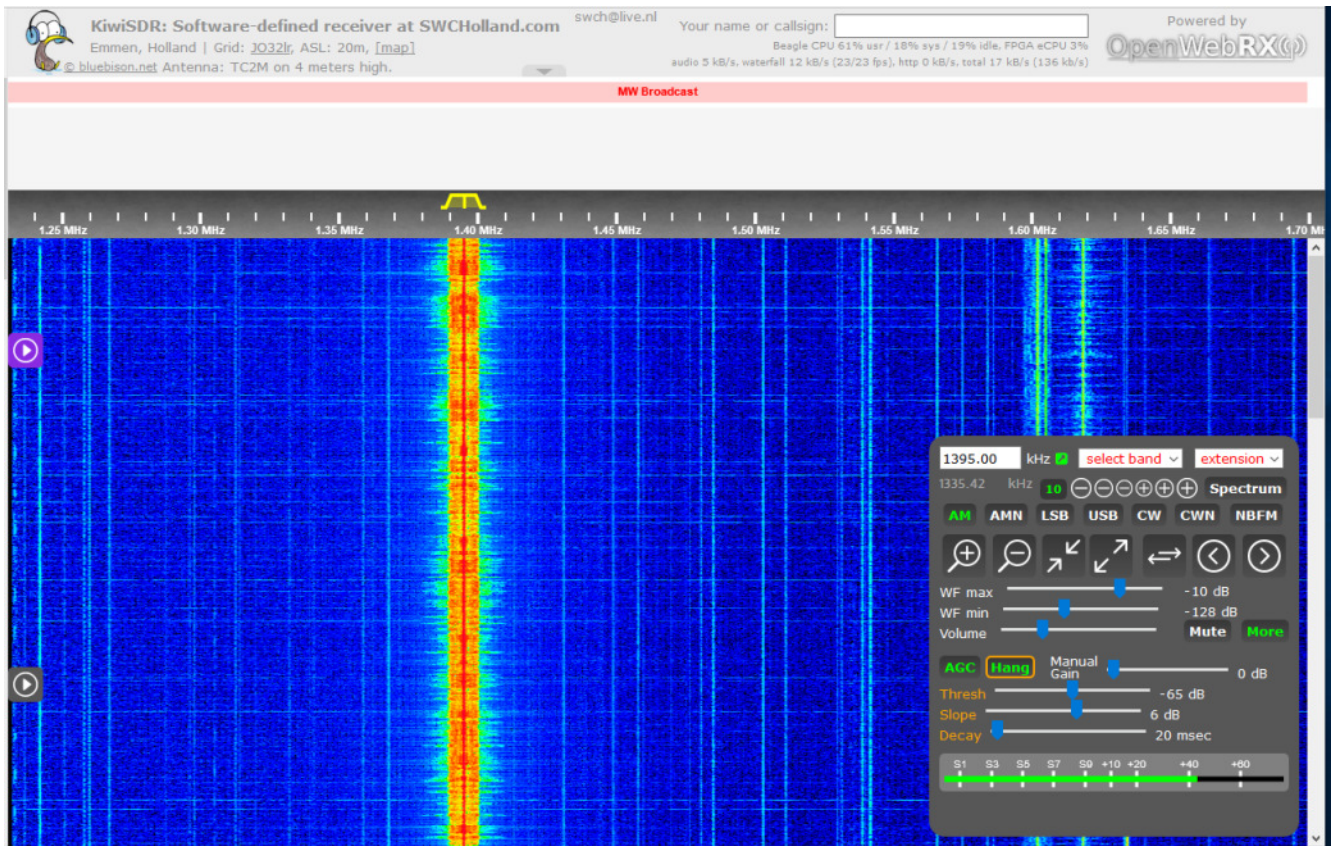 KiwiSDR: Software-defined receiver at SWCHolland.com
swch@live.nl
Your name or callsign:
Powered by
Emmen, Holland | Grid: JO32lr, ASL: 20m, [map]
Beagle CPU 61% usr / 18% sys / 19% idle, FPGA eCPU 3%
OpenWebRX
© bluebison.net Antenna: TC2M on 4 meters high.
audio 5 kB/s, waterfall 12 kB/s (23/23 fps), http 0 kB/s, total 17 kB/s (136 kb/s)
MW Broadcast
1.25 MHz 1.30 MHz 1.35 MHz 1.40 MHz 1.45 MHz 1.50 MHz 1.55 MHz 1.60 MHz 1.65 MHz 1.70 MH
1395.00 kHz select band extension
1335.42 kHz 10 Spectrum
AM AMN LSB USB CW CWN NBFM
WF max -10 dB
WF min -128 dB
Volume Mute More
AGC Hang Manual Gain 0 dB
Thresh -65 dB
Slope 6 dB
Decay 20 msec
S1 S3 S5 S7 S9 +10 +20 +40 +60